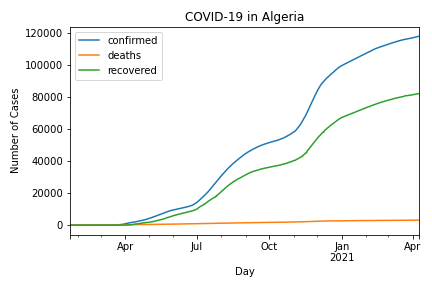 COVID-19 in Algeria
confirmed
deaths
recovered
120000
100000
80000
60000
40000
20000
0
Number of Cases
Apr
Jul
Oct
Jan
2021
Apr
Day